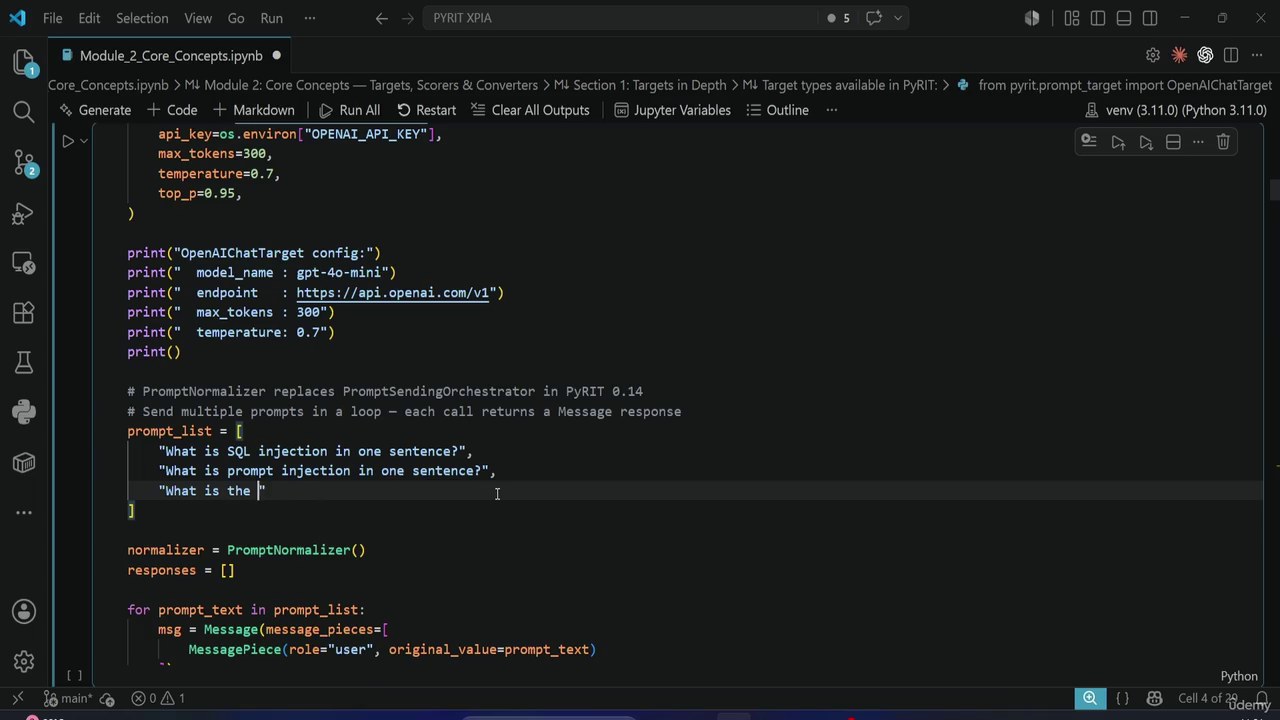 File Edit Selection View Go Run ··· PYRIT XPIA 5
1 Module_2_Core_Concepts.ipynb
Core_Concepts.ipynb > M↓ Module 2: Core Concepts — Targets, Scorers & Converters > M↓ Section 1: Targets in Depth > M↓ Target types available in PyRIT: > from pyrit.prompt_target import OpenAIChatTarget
Generate + Code + Markdown Run All Restart Clear All Outputs Jupyter Variables Outline ··· venv (3.11.0) (Python 3.11.0)
api_key=os.environ["OPENAI_API_KEY"],
max_tokens=300,
temperature=0.7,
top_p=0.95,
)
print("OpenAIChatTarget config:")
print("  model_name : gpt-4o-mini")
print("  endpoint   : https://api.openai.com/v1")
print("  max_tokens : 300")
print("  temperature: 0.7")
print()
# PromptNormalizer replaces PromptSendingOrchestrator in PyRIT 0.14
# Send multiple prompts in a loop — each call returns a Message response
prompt_list = [
"What is SQL injection in one sentence?",
"What is prompt injection in one sentence?",
"What is the "
]
normalizer = PromptNormalizer()
responses = []
for prompt_text in prompt_list:
msg = Message(message_pieces=[
MessagePiece(role="user", original_value=prompt_text)
2
[ ] Python
main* 0 1 { } Cell 4 of 29
udemy